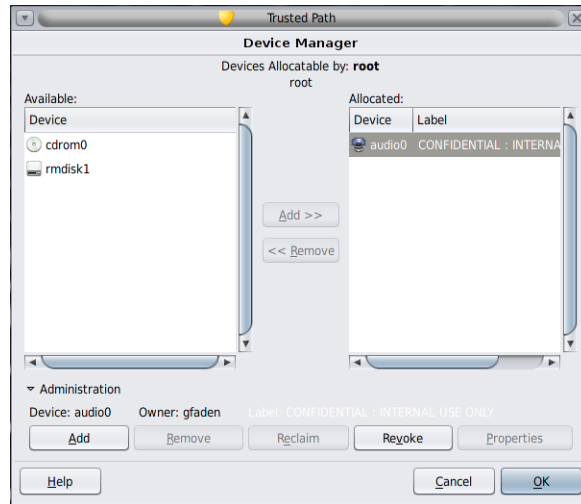 Trusted Path
Device Manager
Devices Allocatable by: root
root
Available:
Allocated:
Device
Device Label
cdrom0
audio0 CONFIDENTIAL : INTERNA
rmdisk1
Add >>
<< Remove
Administration
Device: audio0 Owner: gfaden Label: CONFIDENTIAL : INTERNAL USE ONLY
Add Remove Reclaim Revoke Properties
Help Cancel OK